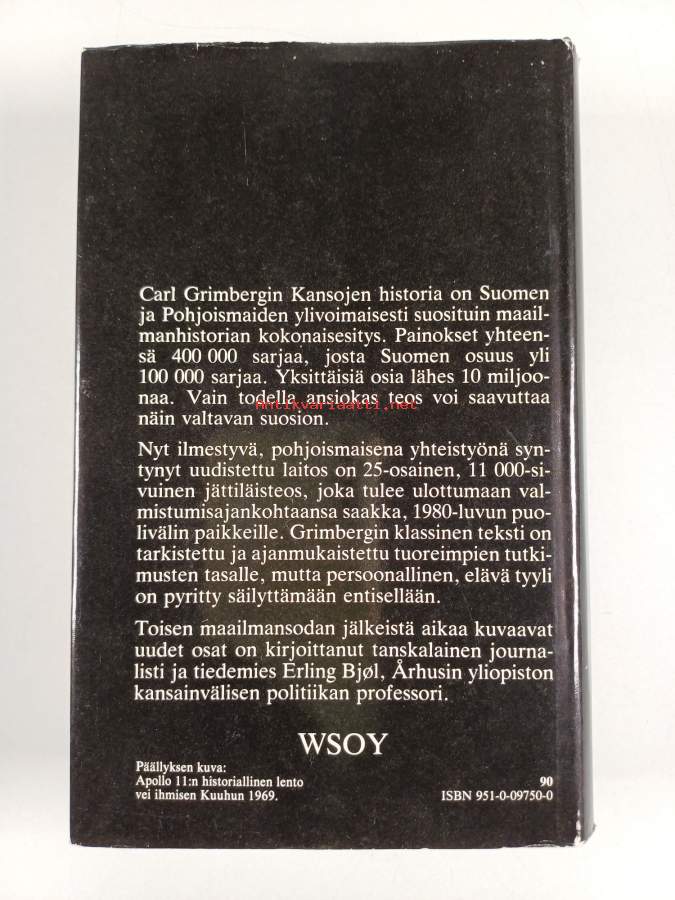 Carl Grimbergin Kansojen historia on Suomen
ja Pohjoismaiden ylivoimaisesti suosituin maail-
manhistorian kokonaisesitys. Painokset yhteen-
sä 400 000 sarjaa, josta Suomen osuus yli
100 000 sarjaa. Yksittäisiä osia lähes 10 miljoo-
naa. Vain todella ansiokas teos voi saavuttaa
Antikvariaatti.net
näin valtavan suosion.
Nyt ilmestyvä, pohjoismaisena yhteistyönä syn-
tynyt uudistettu laitos on 25-osainen, 11 000-si-
vuinen jättiläisteos, joka tulee ulottumaan val-
mistumisajankohtaansa saakka, 1980-luvun puo-
livälin paikkeille. Grimbergin klassinen teksti on
tarkistettu ja ajanmukaistettu tuoreimpien tutki-
musten tasalle, mutta persoonallinen, elävä tyyli
on pyritty säilyttämään entisellään.
Toisen maailmansodan jälkeistä aikaa kuvaavat
uudet osat on kirjoittanut tanskalainen journa-
listi ja tiedemies Erling Bjøl, Århusin yliopiston
kansainvälisen politiikan professori.
WSOY
Päällyksen kuva:
Apollo 11:n historiallinen lento
vei ihmisen Kuuhun 1969.
90
ISBN 951-0-09750-0